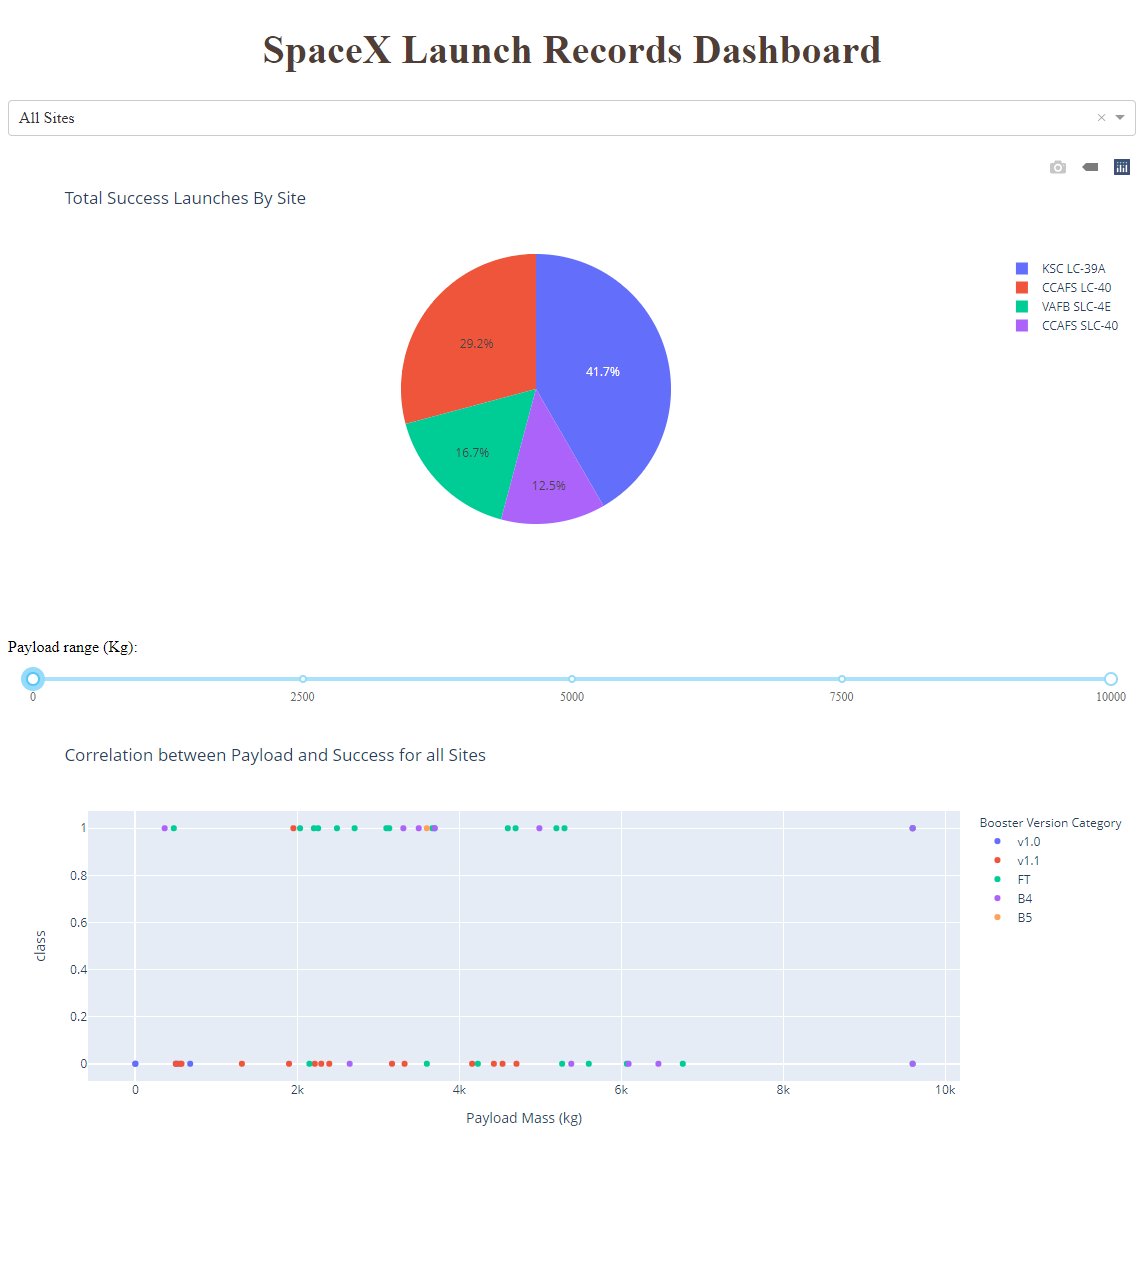 SpaceX Launch Records Dashboard
All Sites
Total Success Launches By Site
KSC LC-39A
CCAFS LC-40
VAFB SLC-4E
CCAFS SLC-40
29.2%
41.7%
16.7%
12.5%
Payload range (Kg):
0 2500 5000 7500 10000
Correlation between Payload and Success for all Sites
Booster Version Category
v1.0
v1.1
FT
B4
B5
1
0.8
0.6
0.4
0.2
0
class
0 2k 4k 6k 8k 10k
Payload Mass (kg)